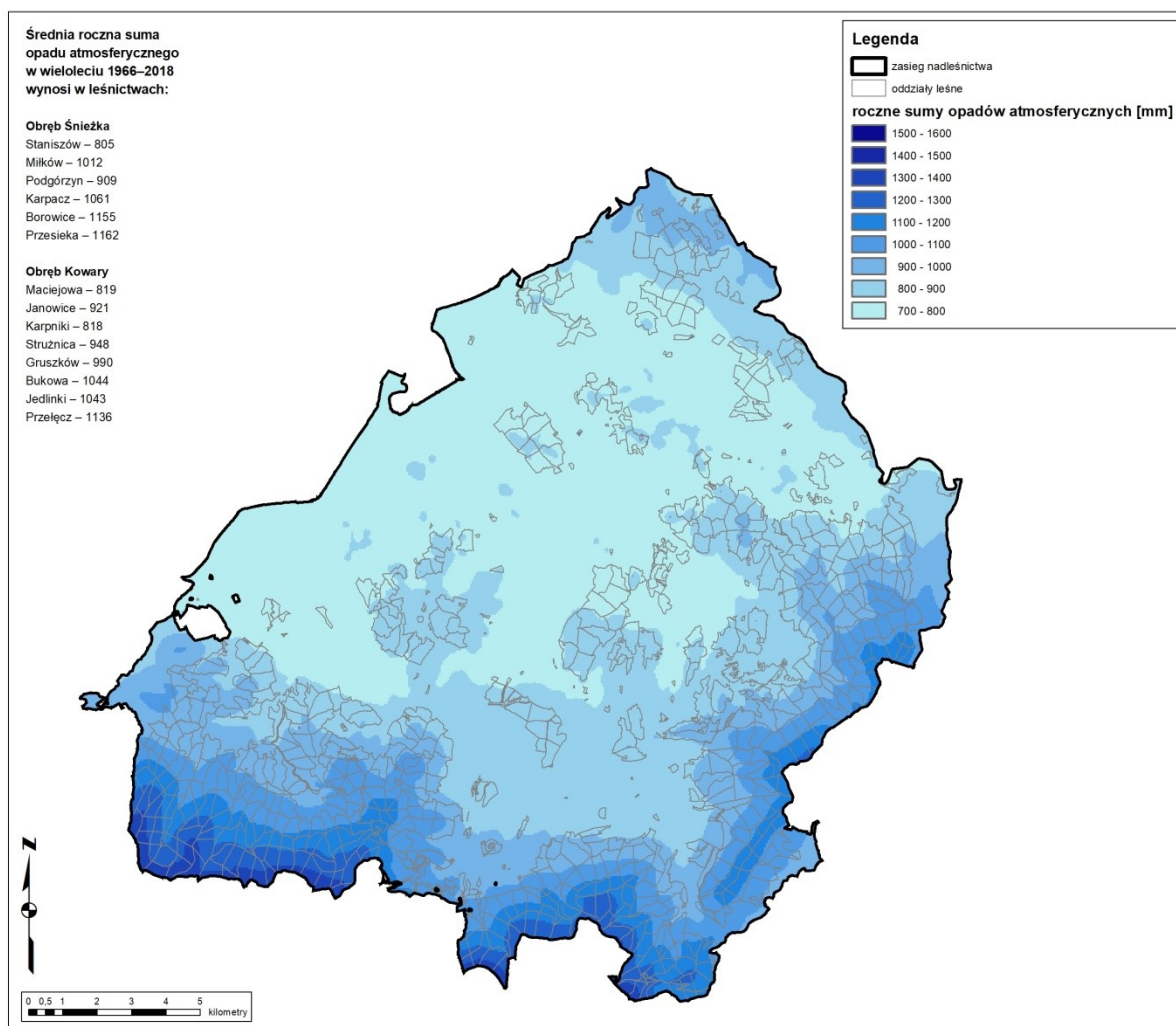 Średnia roczna suma
opadu atmosferycznego
w wieloleciu 1966–2018
wynosi w leśnictwach:
Obręb Śnieżka
Staniszów – 805
Miłków – 1012
Podgórzyn – 909
Karpacz – 1061
Borowice – 1155
Przesieka – 1162
Obręb Kowary
Maciejowa – 819
Janowice – 921
Karpniki – 818
Strużnica – 948
Gruszków – 990
Bukowa – 1044
Jedlinki – 1043
Przełęcz – 1136
Legenda
zasięg nadleśnictwa
oddziały leśne
roczne sumy opadów atmosferycznych [mm]
1500 - 1600
1400 - 1500
1300 - 1400
1200 - 1300
1100 - 1200
1000 - 1100
900 - 1000
800 - 900
700 - 800
N
0 0,5 1 2 3 4 5
kilometry